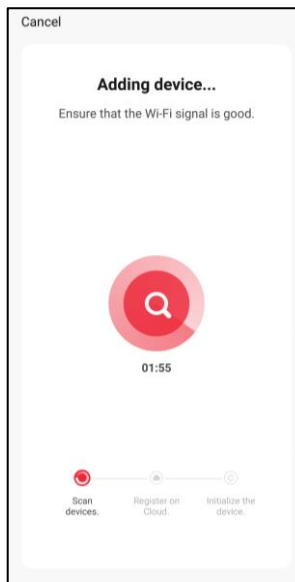 Cancel
Adding device...
Ensure that the Wi-Fi signal is good.
01:55
Scan devices.
Register on Cloud.
Initialize the device.